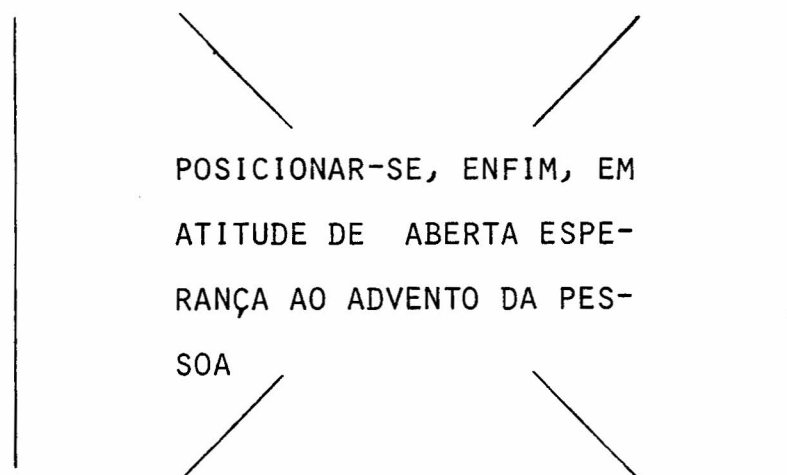 POSICIONAR-SE, ENFIM, EM
ATITUDE DE ABERTA ESPE-
RANÇA AO ADVENTO DA PES-
SOA